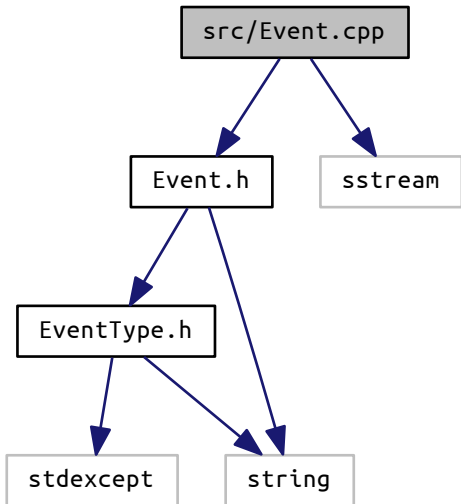 src/Event.cpp
Event.h
sstream
EventType.h
stdexcept
string